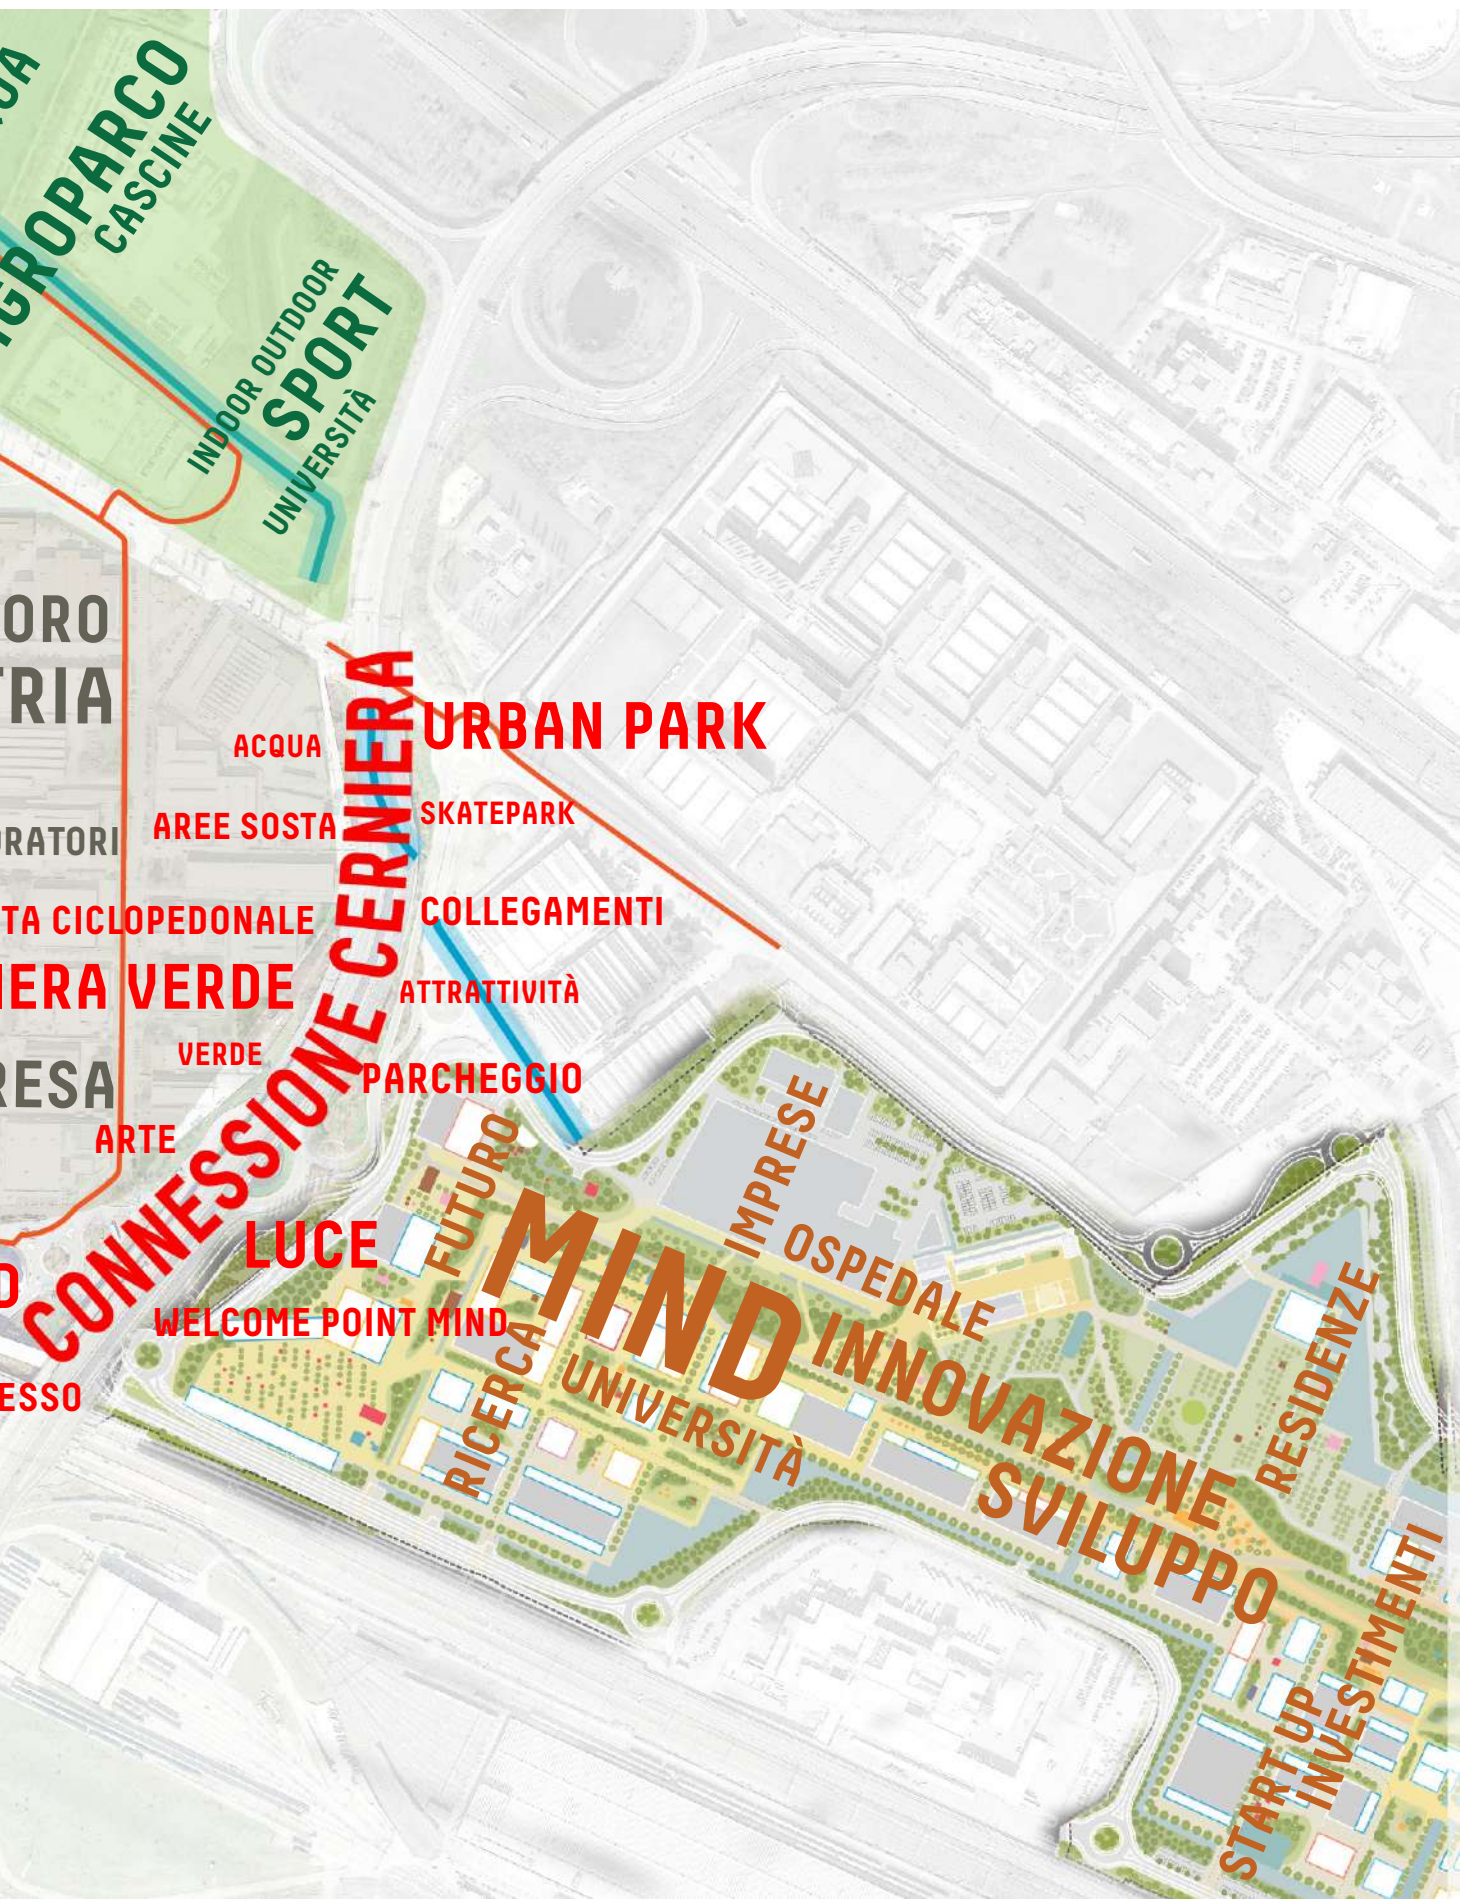 AGROPARCO
CASCINE
INDOOR OUTDOOR
SPORT
UNIVERSITÀ
CONNESSIONE CERNIERA
URBAN PARK
ACQUA
SKATEPARK
AREE SOSTA
COLLEGAMENTI
TA CICLOPEDONALE
ATTRATTIVITÀ
IERA VERDE
VERDE
PARCHEGGIO
ARTE
LUCE
WELCOME POINT MIND
ESSO
ORO
TRIA
ORATORI
RESA
FUTURO
MIND
IMPRESE
OSPEDALE
RICERCA
UNIVERSITÀ
INNOVAZIONE
SVILUPPO
RESIDENZE
START UP
INVESTIMENTI